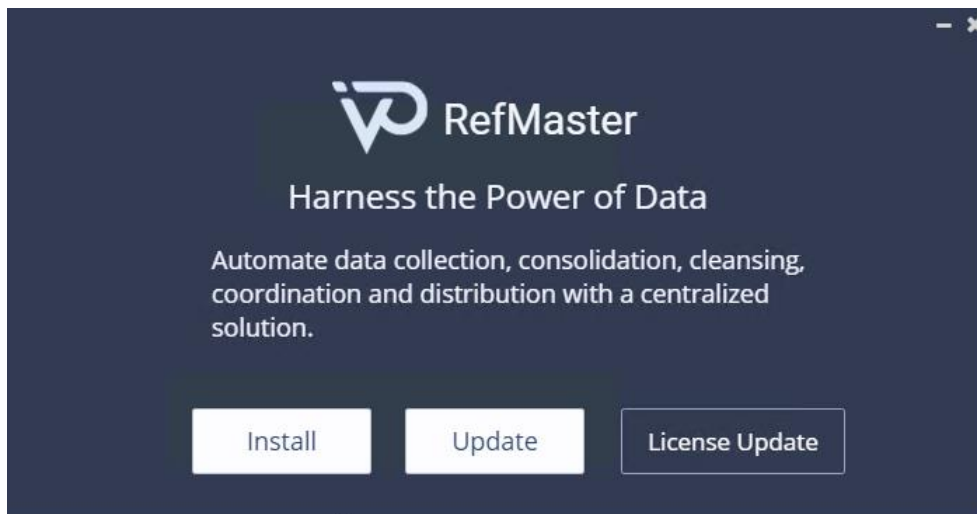 RefMaster
Harness the Power of Data
Automate data collection, consolidation, cleansing,
coordination and distribution with a centralized
solution.
Install
Update
License Update